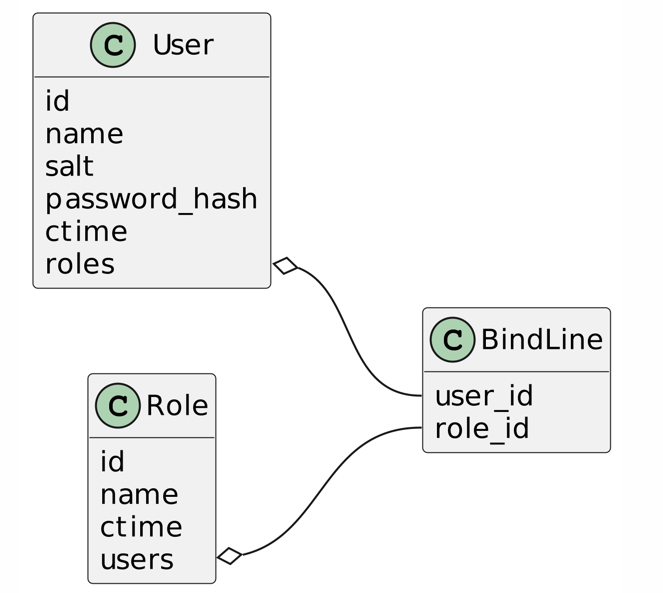 C User
id
name
salt
password_hash
ctime
roles
C BindLine
user_id
role_id
C Role
id
name
ctime
users